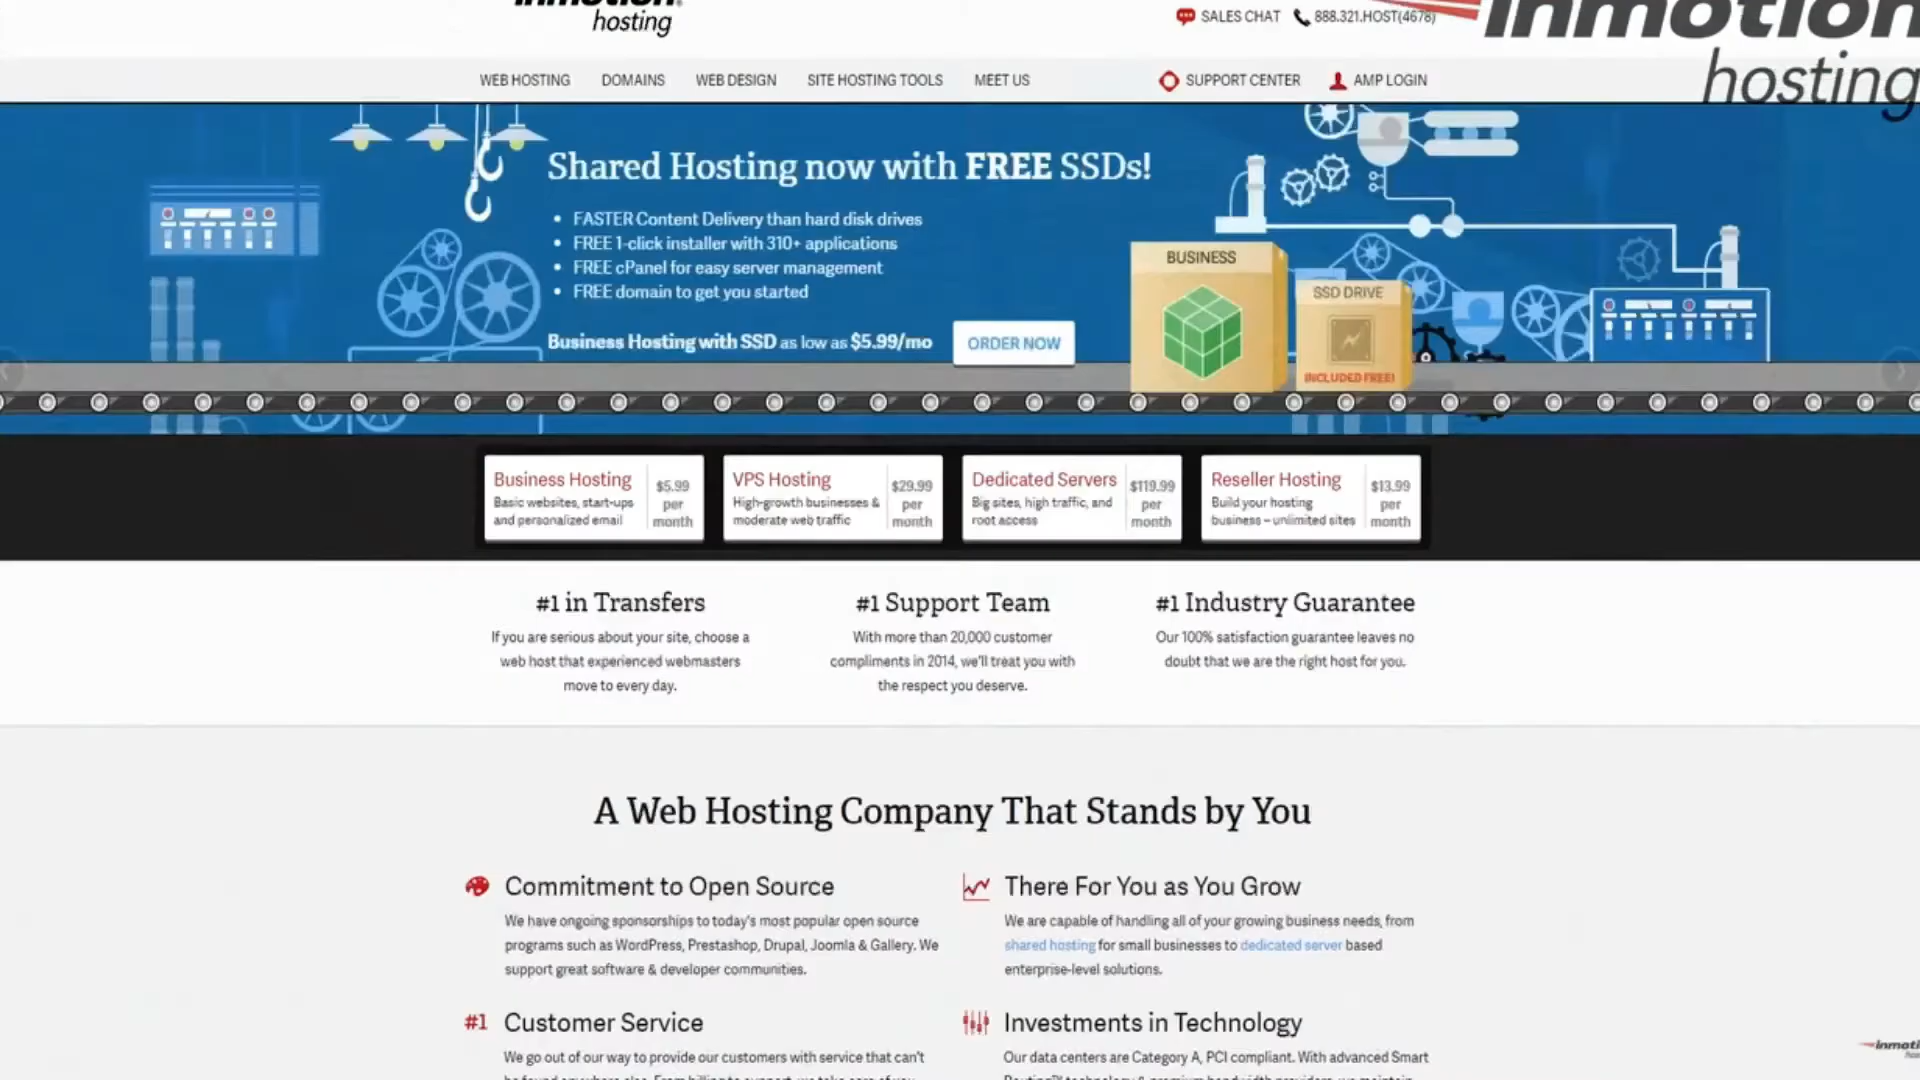 inmotion
hosting
SALES CHAT
888.321.HOST(4678)
inmotion
hosting
WEB HOSTING
DOMAINS
WEB DESIGN
SITE HOSTING TOOLS
MEET US
SUPPORT CENTER
AMP LOGIN
Shared Hosting now with FREE SSDs!
• FASTER Content Delivery than hard disk drives
• FREE 1-click installer with 310+ applications
• FREE cPanel for easy server management
• FREE domain to get you started
Business Hosting with SSD as low as $5.99/mo
ORDER NOW
BUSINESS
SSD DRIVE
INCLUDED FREE!
Business Hosting
Basic websites, start-ups
and personalized email
$5.99
per
month
VPS Hosting
High-growth businesses &
moderate web traffic
$29.99
per
month
Dedicated Servers
Big sites, high traffic, and
root access
$119.99
per
month
Reseller Hosting
Build your hosting
business – unlimited sites
$13.99
per
month
#1 in Transfers
If you are serious about your site, choose a
web host that experienced webmasters
move to every day.
#1 Support Team
With more than 20,000 customer
compliments in 2014, we'll treat you with
the respect you deserve.
#1 Industry Guarantee
Our 100% satisfaction guarantee leaves no
doubt that we are the right host for you.
A Web Hosting Company That Stands by You
Commitment to Open Source
We have ongoing sponsorships to today's most popular open source
programs such as WordPress, Prestashop, Drupal, Joomla & Gallery. We
support great software & developer communities.
There For You as You Grow
We are capable of handling all of your growing business needs, from
shared hosting for small businesses to dedicated server based
enterprise-level solutions.
#1 Customer Service
We go out of our way to provide our customers with service that can't
Investments in Technology
Our data centers are Category A, PCI compliant. With advanced Smart